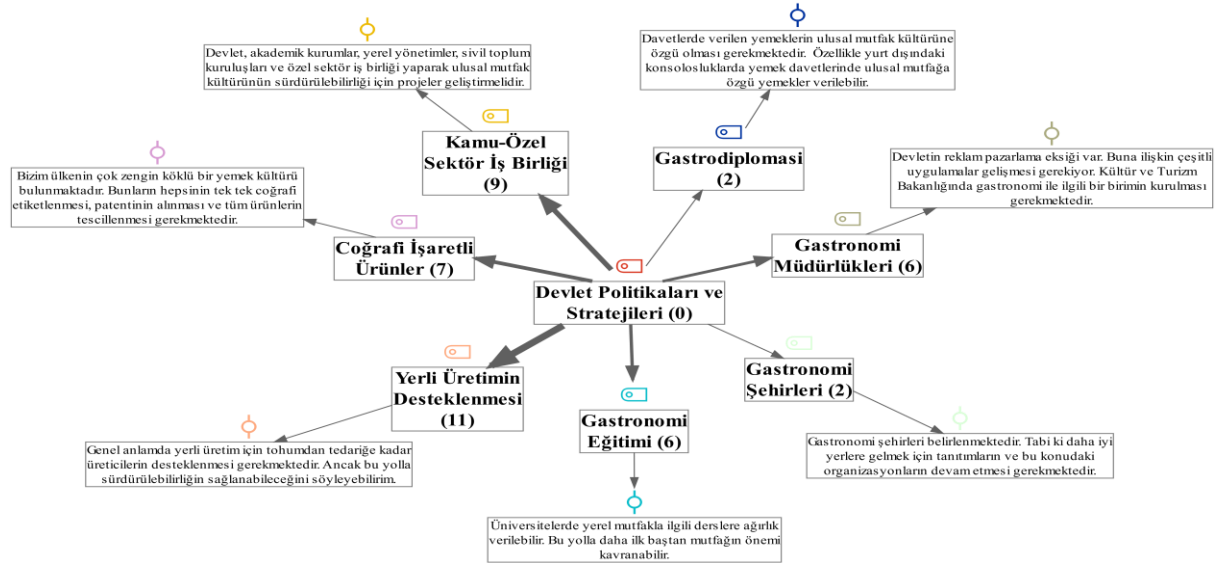 Devlet, akademik kurumlar, yerel yönetimler, sivil toplum
kuruluşları ve özel sektör iş birliği yaparak ulusal mutfak
kültürünün sürdürülebilirliği için projeler geliştirmelidir.
Davetlerde verilen yemeklerin ulusal mutfak kültürüne
özgü olması gerekmektedir. Özellikle yurt dışındaki
konsolosluklarda yemek davetlerinde ulusal mutfağa
özgü yemekler verilebilir.
Kamu-Özel
Sektör İş Birliği
(9)
Gastrodiplomasi
(2)
Devletin reklam pazarlama eksiği var. Buna ilişkin çeşitli
uygulamalar gelişmesi gerekiyor. Kültür ve Turizm
Bakanlığında gastronomi ile ilgili bir birimin kurulması
gerekmektedir.
Bizim ülkenin çok zengin köklü bir yemek kültürü
bulunmaktadır. Bunların hepsinin tek tek coğrafi
etiketlenmesi, patentinin alınması ve tüm ürünlerin
tescillenmesi gerekmektedir.
Coğrafi İşaretli
Ürünler (7)
Gastronomi
Müdürlükleri (6)
Devlet Politikaları ve
Stratejileri (0)
Yerli Üretimin
Desteklenmesi
(11)
Gastronomi
Eğitimi (6)
Gastronomi
Şehirleri (2)
Genel anlamda yerli üretim için tohumdan tedariğe kadar
üreticilerin desteklenmesi gerekmektedir. Ancak bu yolla
sürdürülebilirliğin sağlanabileceğini söyleyebilirim.
Gastronomi şehirleri belirlenmektedir. Tabi ki daha iyi
yerlere gelmek için tanıtımların ve bu konudaki
organizasyonların devam etmesi gerekmektedir.
Üniversitelerde yerel mutfakla ilgili derslere ağırlık
verilebilir. Bu yolla daha ilk baştan mutfağın önemi
kavranabilir.